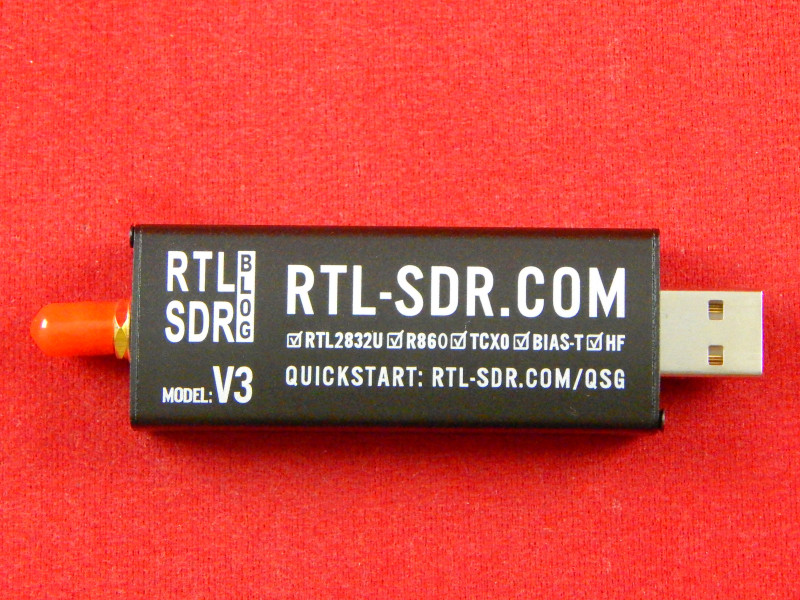 RTL
SDR
BLOG
MODEL: V3
RTL-SDR.COM
☑RTL2832U ☑R860 ☑TCXO ☑BIAS-T ☑HF
QUICKSTART: RTL-SDR.COM/QSG